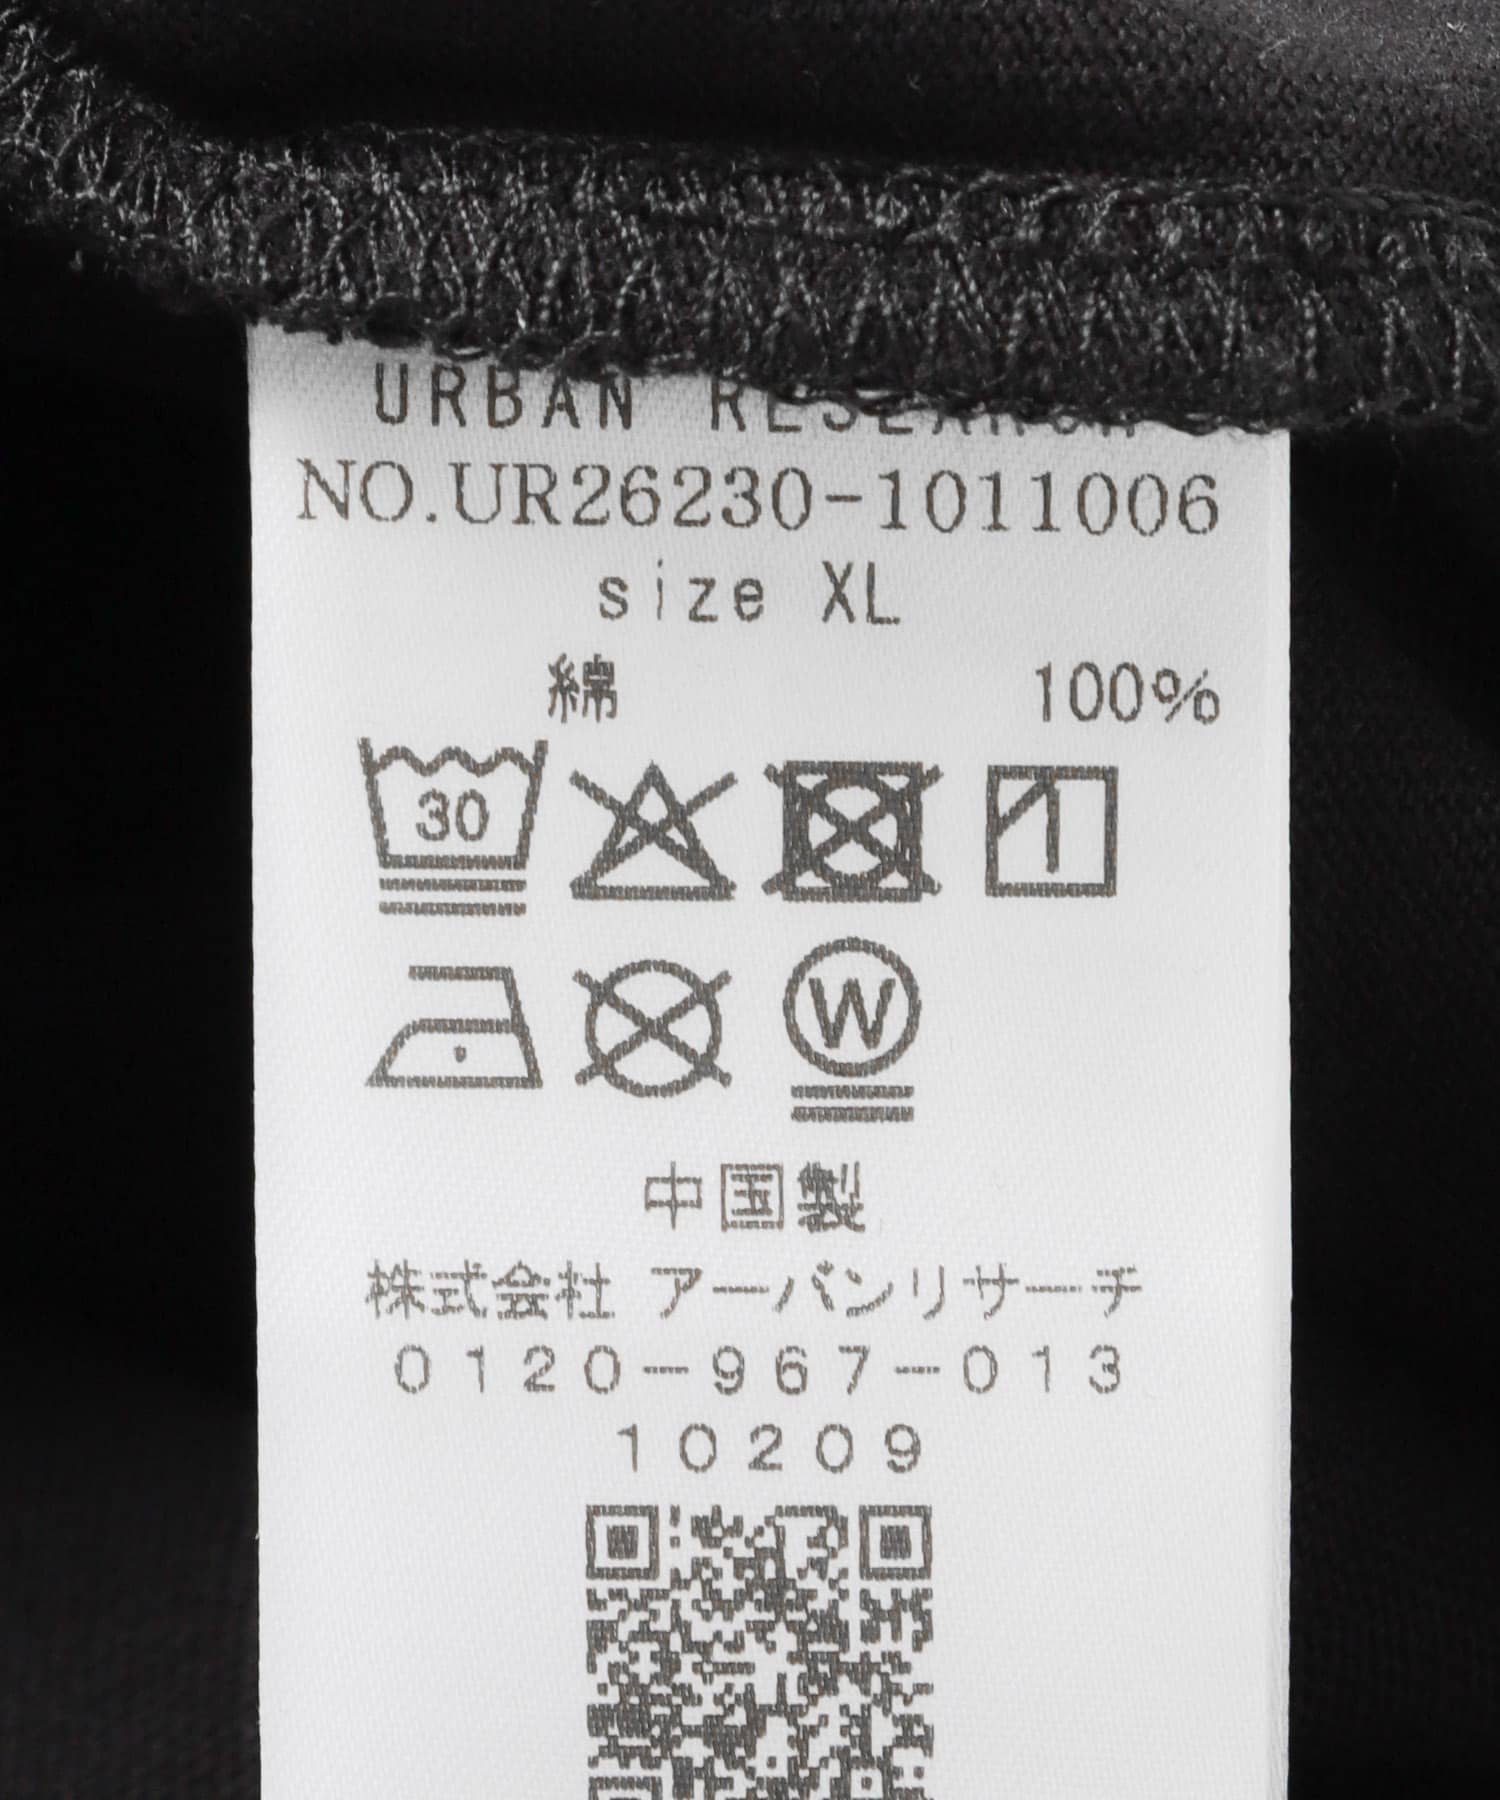 URBAN RESEARCH
NO.UR26230-1011006
size XL
綿 100%
30
W
中国製
株式会社 アーバンリサーチ
0120-967-013
10209